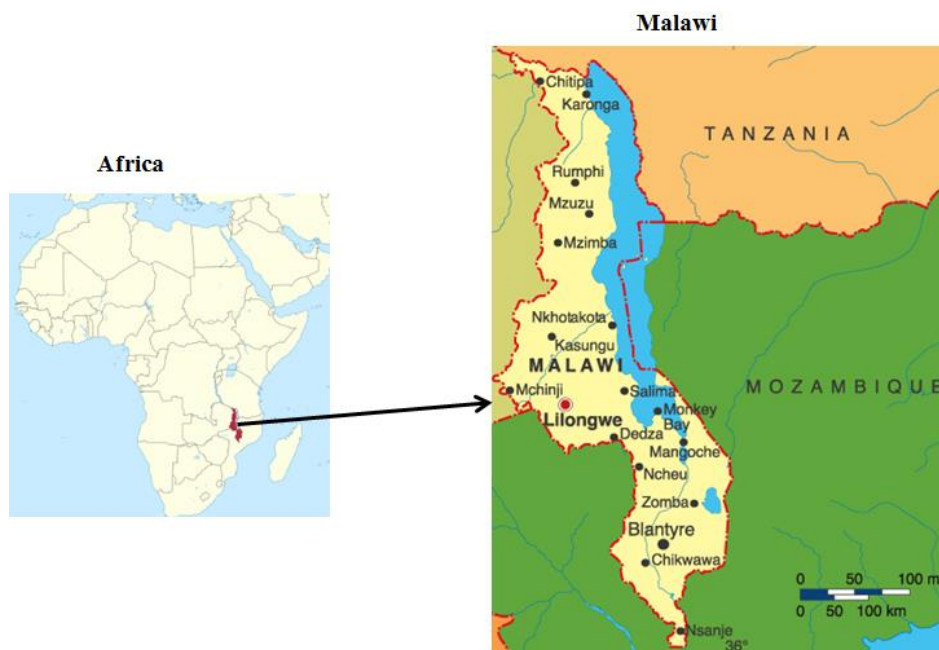 Malawi
Africa
Chitipa
Karonga
TANZANIA
Rumphi
Mzuzu
Mzimba
Nkhotakota
Kasungu
MALAWI
MOZAMBIQUE
Mchinji
Salima
Monkey
Bay
Lilongwe
Dedza
Mangoche
Ncheu
Zomba
Blantyre
Chikwawa
0 50 100 m
0 50 100 km
Nsanje
36°